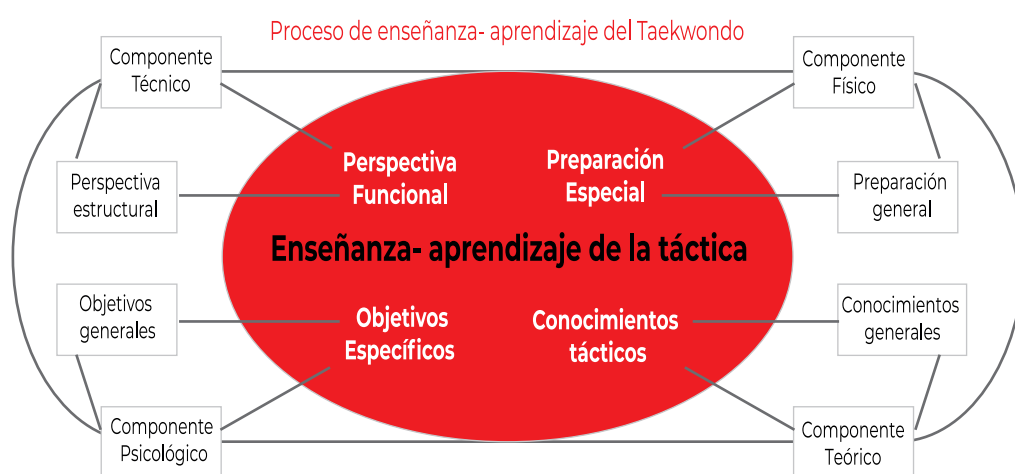 Proceso de enseñanza- aprendizaje del Taekwondo
Componente
Técnico
Componente
Físico
Perspectiva
Funcional
Preparación
Especial
Perspectiva
estructural
Preparación
general
Enseñanza- aprendizaje de la táctica
Objetivos
generales
Objetivos
Específicos
Conocimientos
tácticos
Conocimientos
generales
Componente
Psicológico
Componente
Teórico